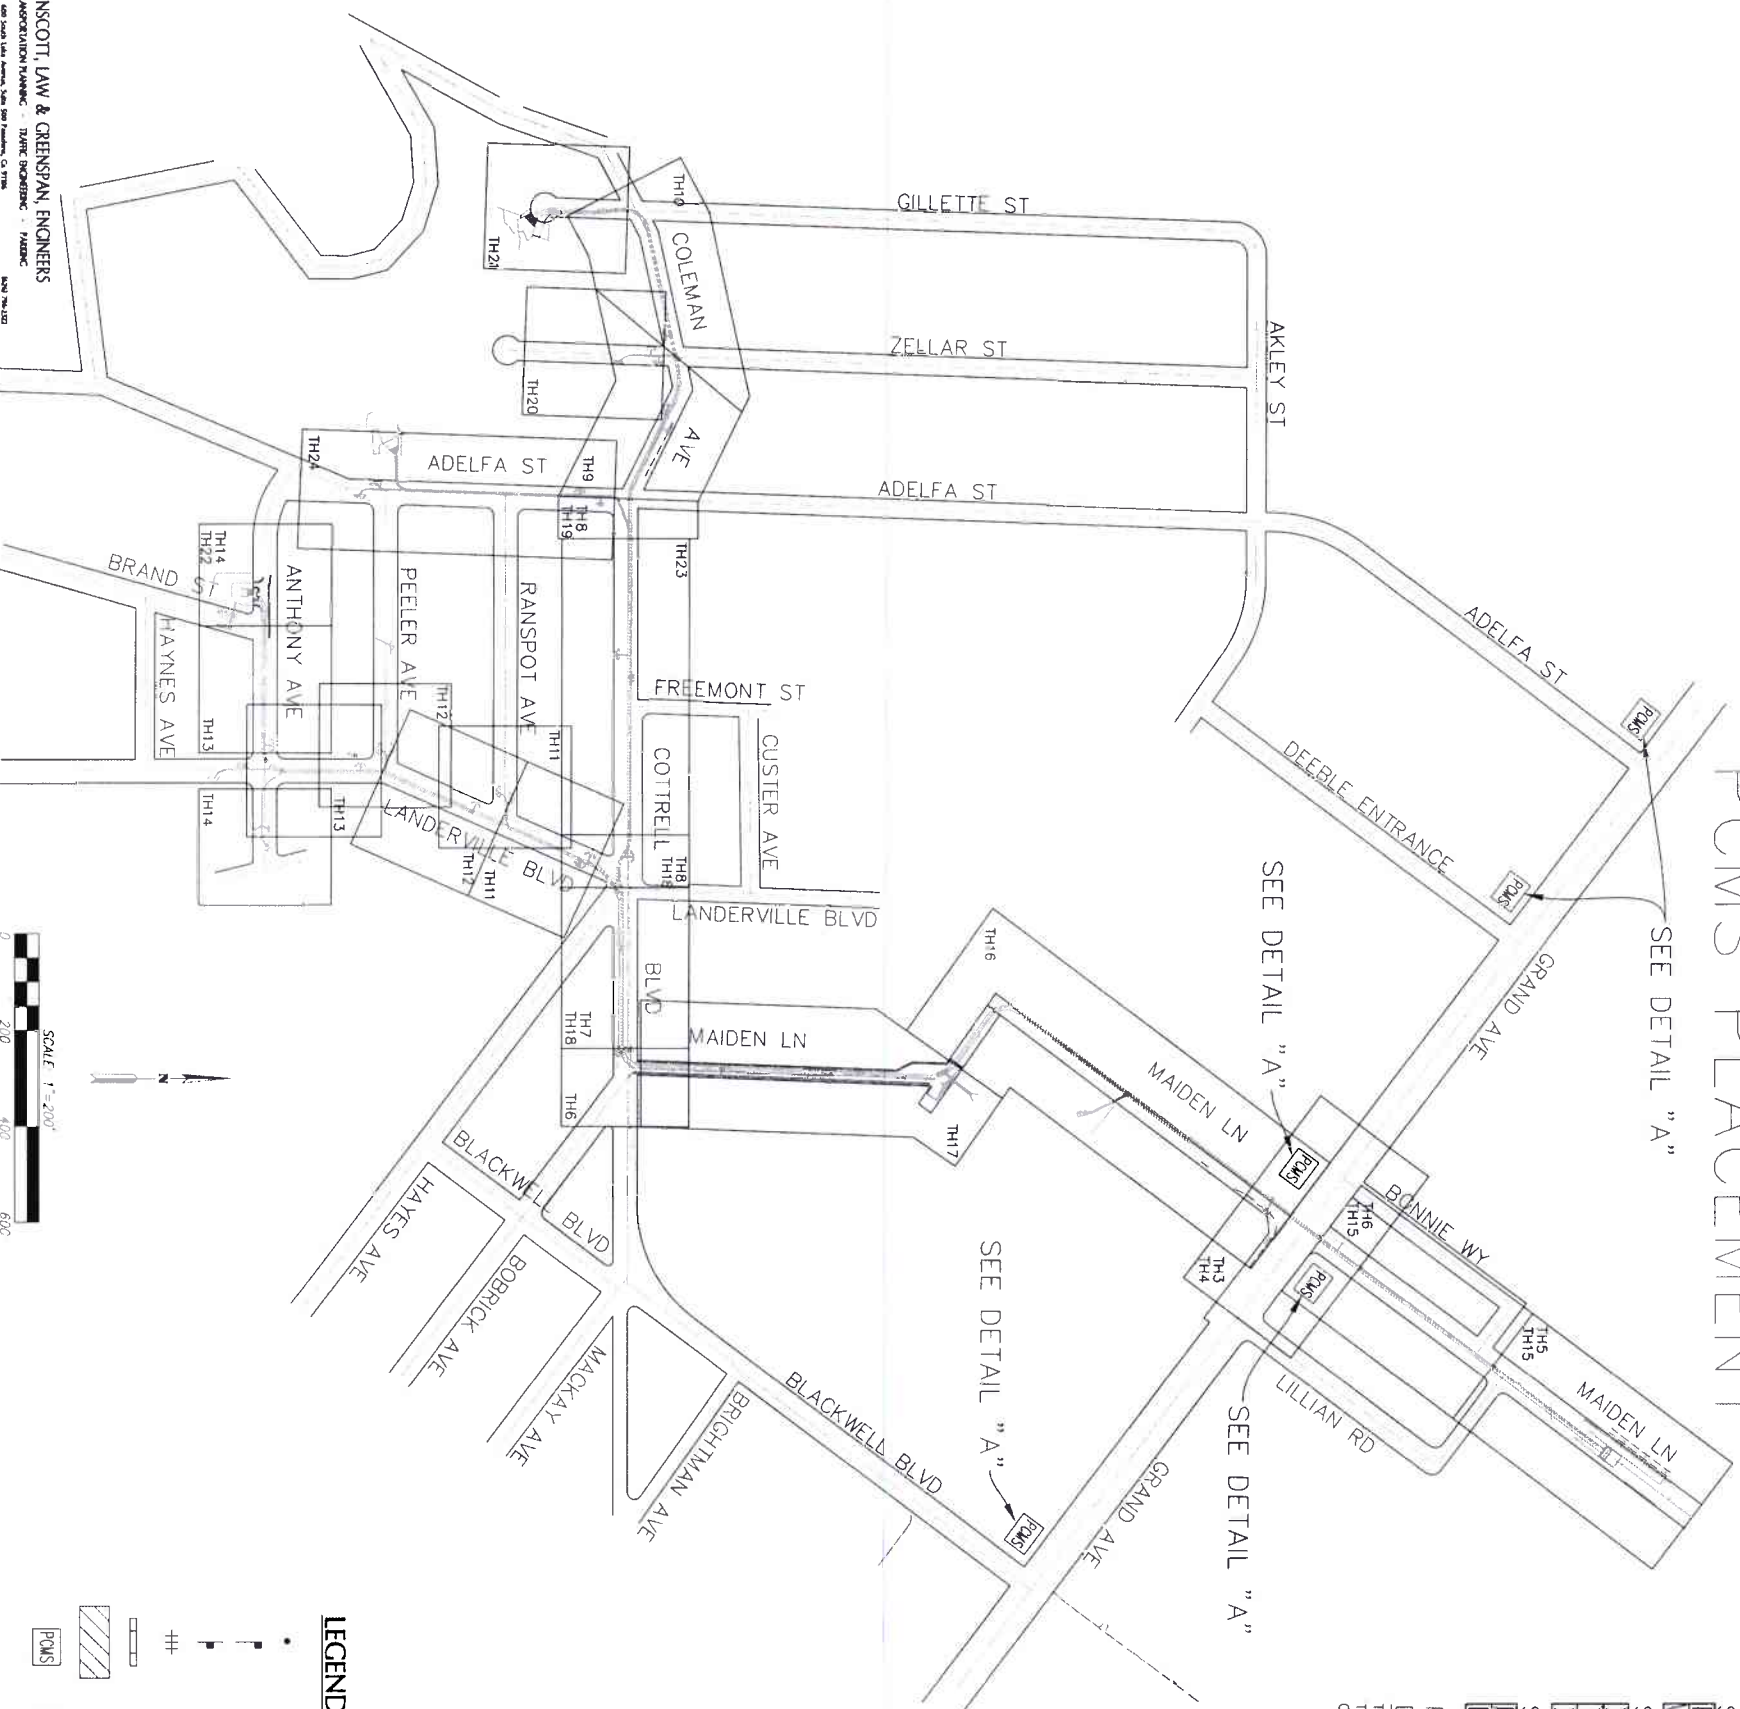 PCMS PLACEMENT
NSCOTT, LAW & GREENSPAN, ENGINEERS
TRAFFIC ENGINEERING - PARKING
GILLETTE ST
COLEMAN
AVE
ZELLAR ST
AKLEY ST
ADELFA ST
ADELFA ST
ADELFA ST
DEEBLE ENTRANCE
GRAND AVE
GRAND AVE
PCMS
PCMS
PCMS
PCMS
PCMS
SEE DETAIL "A"
SEE DETAIL "A"
SEE DETAIL "A"
SEE DETAIL "A"
BRAND ST
HAYNES AVE
ANTHONY AVE
PEELER AVE
RANSPOT AVE
FREEMONT ST
COTTRELL
BLVD
CUSTER AVE
LANDERVILLE BLVD
LANDERVILLE BLVD
MAIDEN LN
MAIDEN LN
MAIDEN LN
BONNIE WY
LILLIAN RD
BLACKWELL BLVD
BLACKWELL BLVD
HAYES AVE
BOBRICK AVE
MACKAY AVE
BRIGHTMAN AVE
TH10
TH21
TH20
TH24
TH9
TH8
TH19
TH23
TH14
TH22
TH13
TH14
TH13
TH12
TH11
TH12
TH11
TH8
TH18
TH7
TH18
TH6
TH16
TH17
TH3
TH4
TH6
TH15
TH5
TH15
N
SCALE 1"=200'
0 200 400 600
LEGEND
PCMS